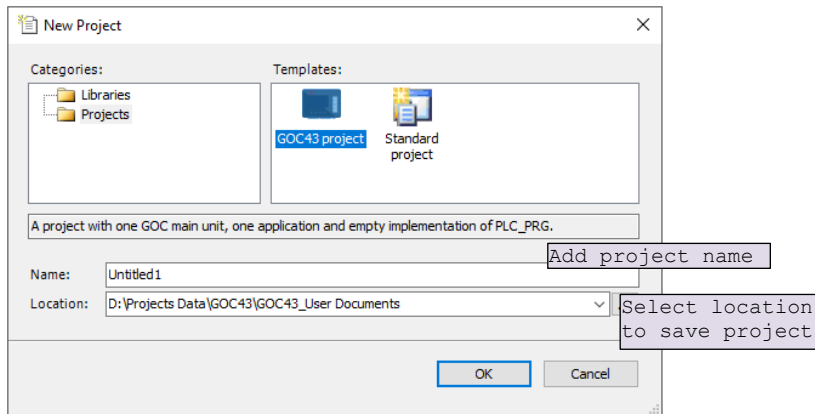 New Project
Categories:
Templates:
Libraries
Projects
GOC43 project
Standard
project
A project with one GOC main unit, one application and empty implementation of PLC_PRG.
Add project name
Name:
Untitled1
Location:
D:\Projects Data\GOC43\GOC43_User Documents
Select location
to save project
OK
Cancel